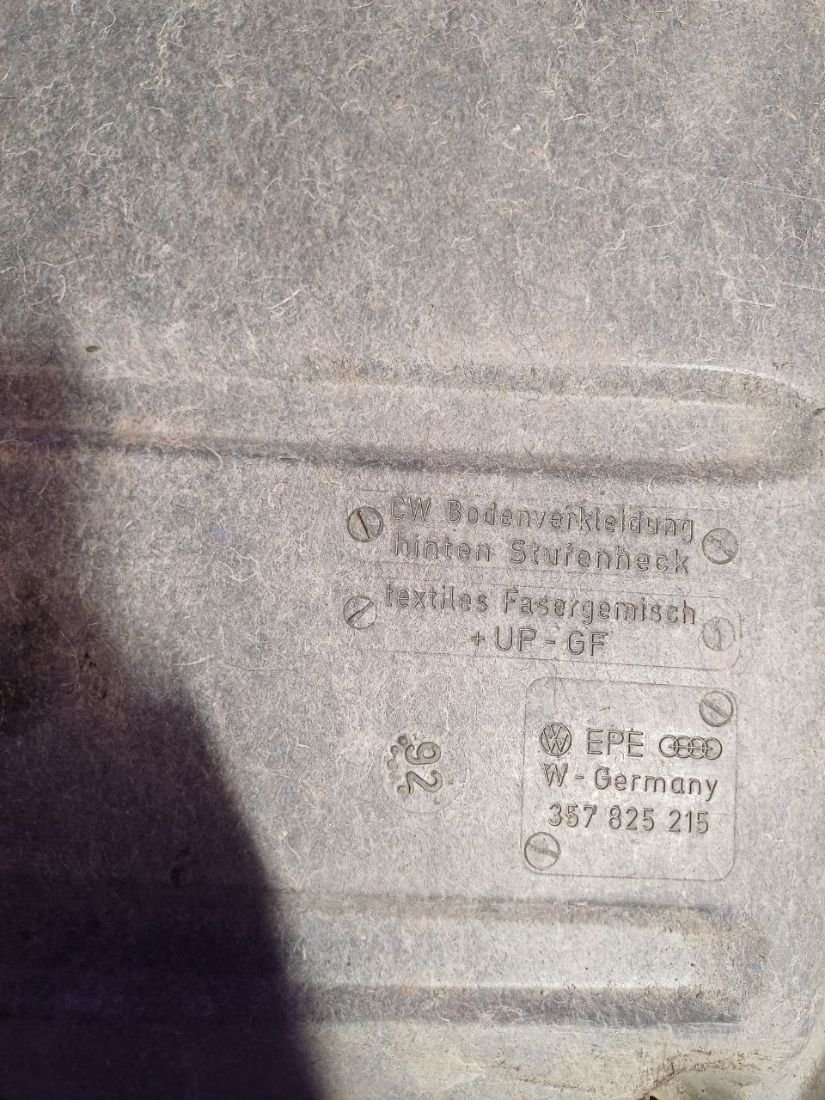 CW Bodenverkleidung
hinten Stufenheck
textiles Fasergemisch
+ UP - GF
92
EPE
W - Germany
357 825 215